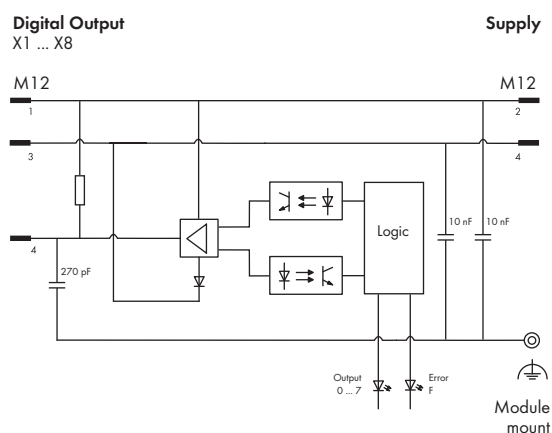 Digital Output
Supply
X1 ... X8
M12
M12
1
2
3
4
10 nF
10 nF
Logic
4
270 pF
Output
0 ... 7
Error
F
Module
mount